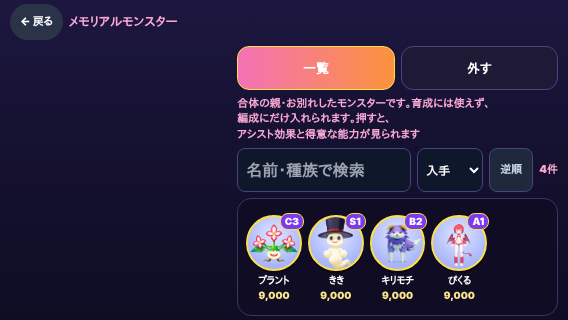 ← 戻る
メモリアルモンスター
一覧
外す
合体の親・お別れしたモンスターです。育成には使えず、
編成にだけ入れられます。押すと、
アシスト効果と得意な能力が見られます
名前・種族で検索
入手
逆順
4件
C3
S1
B2
A1
プラント
きき
キリモチ
ぴくる
9,000
9,000
9,000
9,000